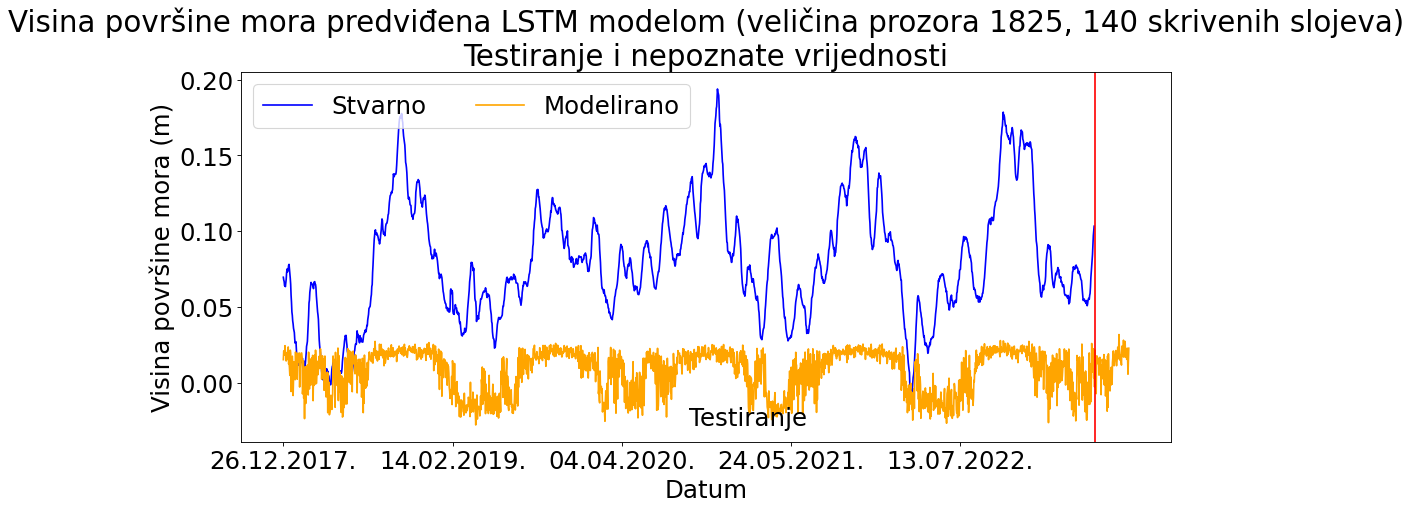 Visina površine mora predviđena LSTM modelom (veličina prozora 1825, 140 skrivenih slojeva)
Testiranje i nepoznate vrijednosti
Stvarno
Modelirano
Visina površine mora (m)
0.20
0.15
0.10
0.05
0.00
Testiranje
26.12.2017.
14.02.2019.
04.04.2020.
24.05.2021.
13.07.2022.
Datum